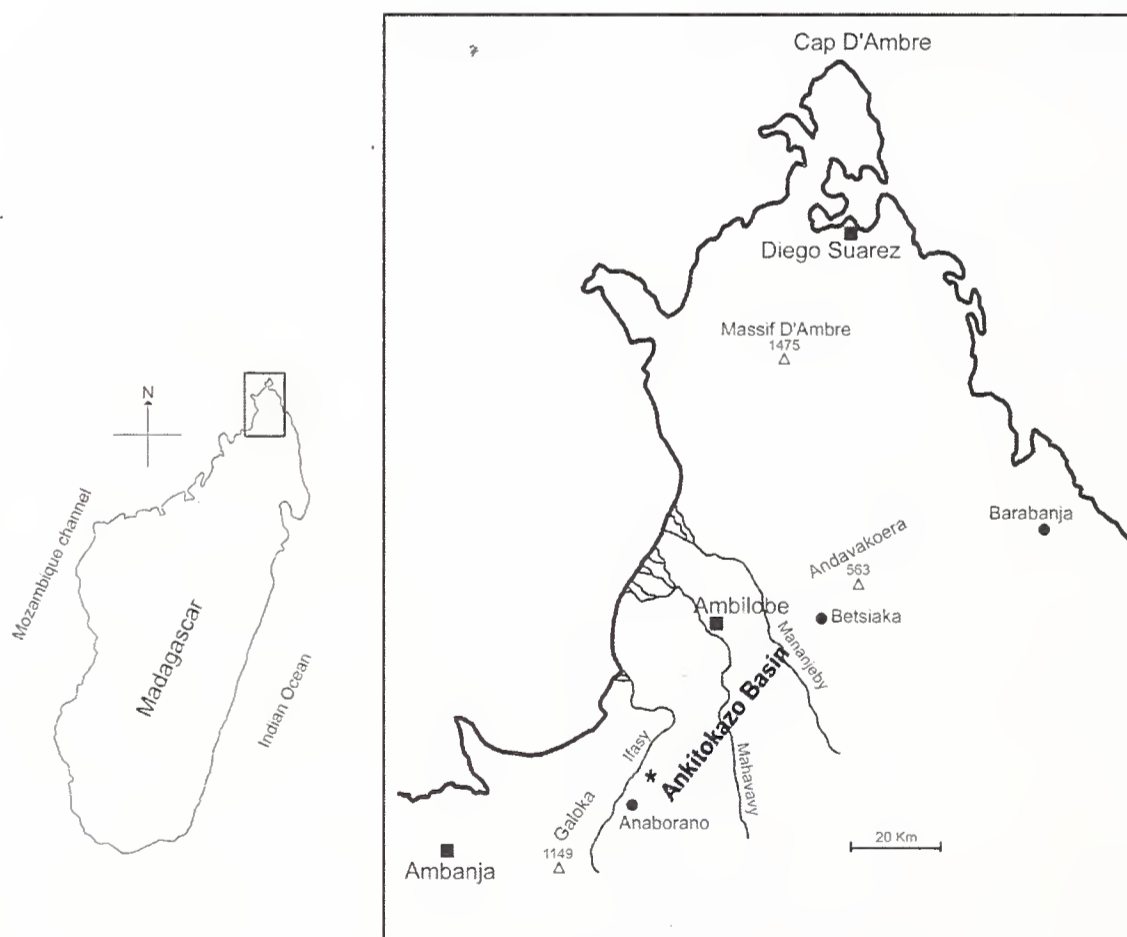 N
Mozambique channel
Madagascar
Indian Ocean
Cap D'Ambre
Diego Suarez
Massif D'Ambre
1475
Barabanja
Andavakoera
563
Ambilobe
Betsiaka
Mananjeby
Ankitokazo Basin
Mahavavy
Ifasy
*
Galoka
Anaborano
20 Km
1149
Ambanja